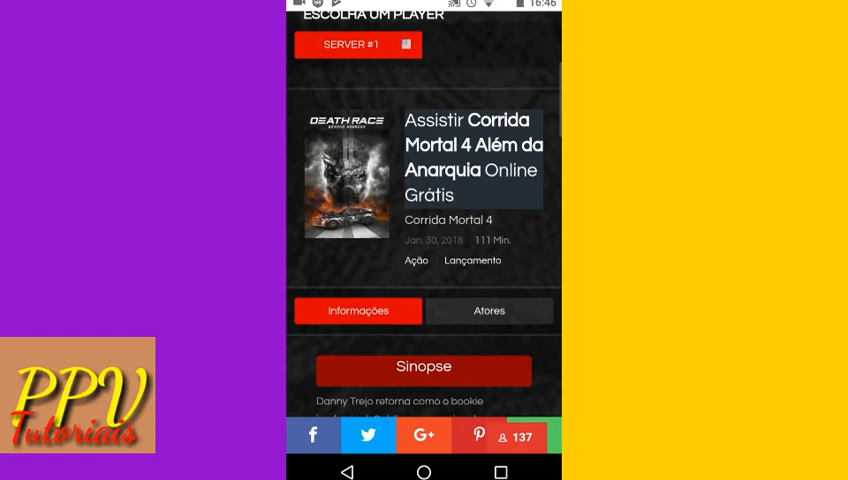 16:46
ESCOLHA UM PLAYER
SERVER #1
DEATH RACE
BEYOND ANARCHY
Assistir Corrida
Mortal 4 Além da
Anarquia Online
Grátis
Corrida Mortal 4
Jan. 30, 2018 111 Min.
Ação Lançamento
Informações Atores
Sinopse
Danny Trejo retorna como o bookie
137
PPV
Tutoriais